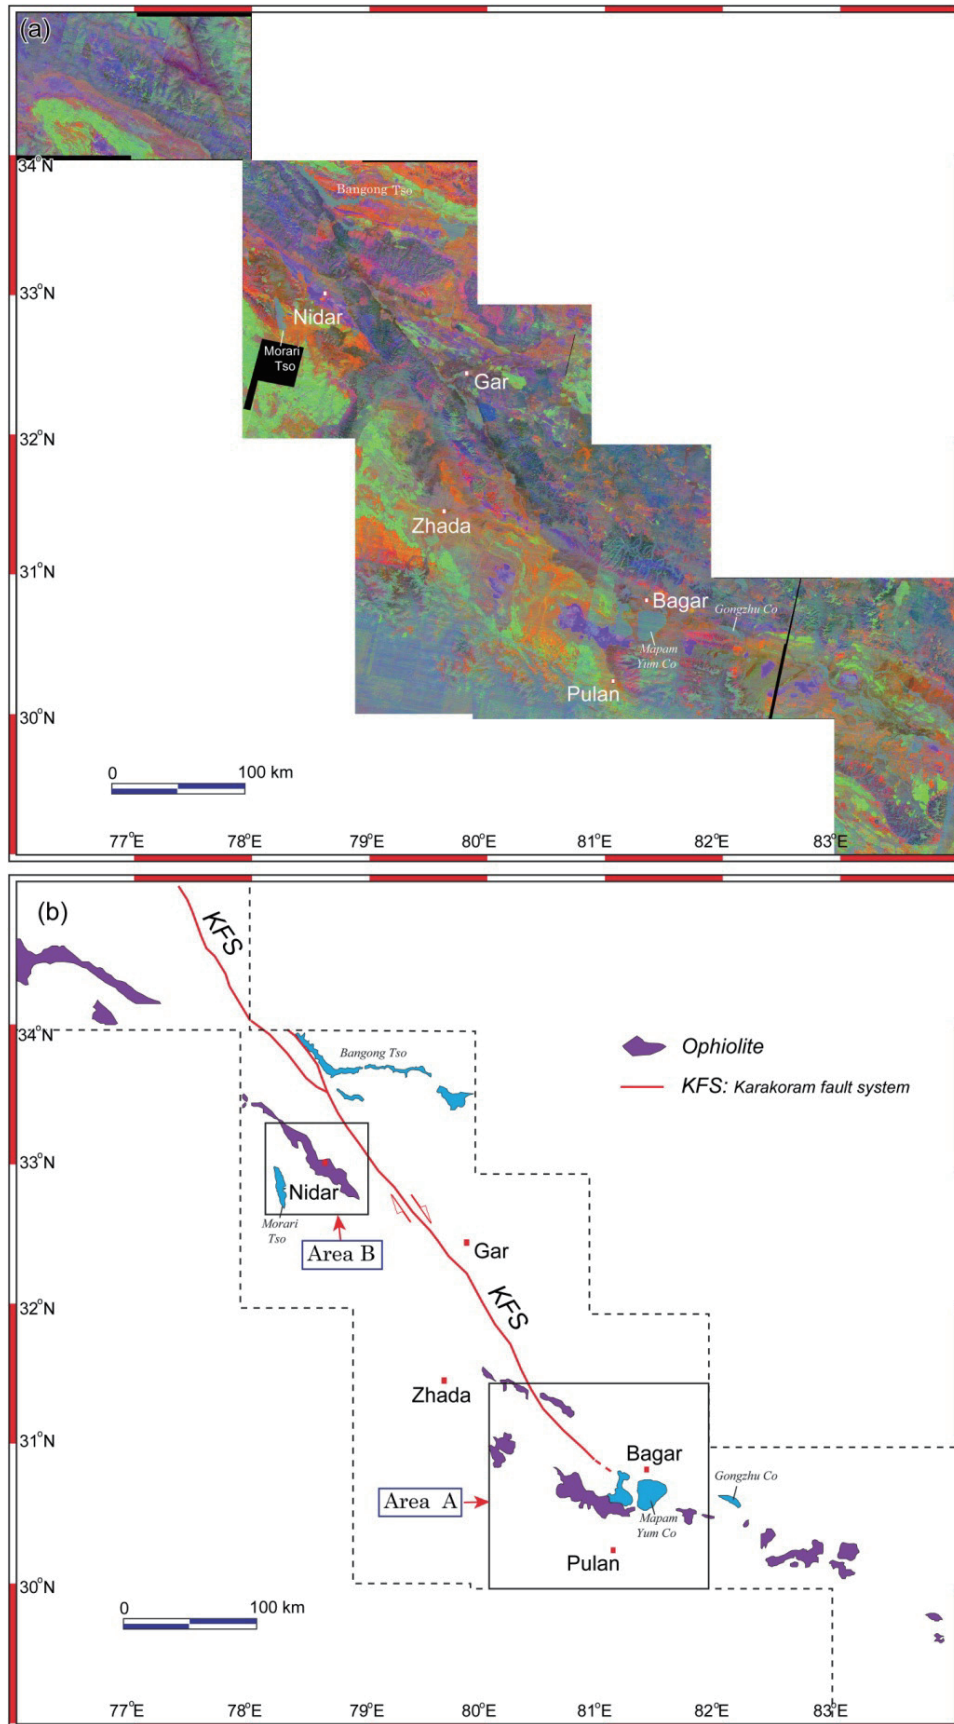 (a)
34°N
Bangong Tso
33°N
Nidar
Morari
Tso
Gar
32°N
Zhada
31°N
Bagar
Gongzhu Co
Mapam
Yum Co
Pulan
30°N
0 100 km
77°E 78°E 79°E 80°E 81°E 82°E 83°E
(b)
KFS
34°N
Bangong Tso
Ophiolite
KFS: Karakoram fault system
33°N
Nidar
Morari
Tso
Area B
Gar
32°N
KFS
Zhada
31°N
Bagar
Gongzhu Co
Area A
Mapam
Yum Co
Pulan
30°N
0 100 km
77°E 78°E 79°E 80°E 81°E 82°E 83°E